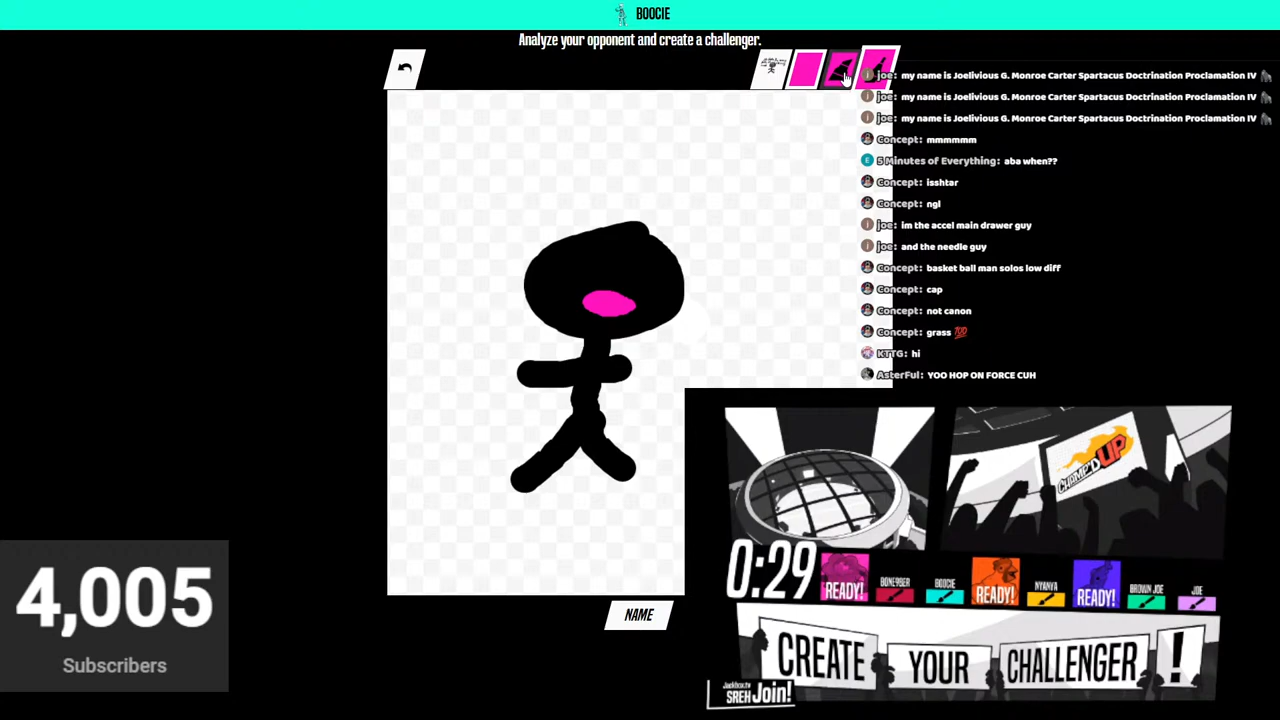 BOOCIE
Analyze your opponent and create a challenger.
joe: my name is Joelivious G. Monroe Carter Spartacus Doctrination Proclamation IV
joe: my name is Joelivious G. Monroe Carter Spartacus Doctrination Proclamation IV
joe: my name is Joelivious G. Monroe Carter Spartacus Doctrination Proclamation IV
Concept: mmmmmm
E 5 Minutes of Everything: aba when??
Concept: isshtar
Concept: ngl
joe: im the accel main drawer guy
joe: and the needle guy
Concept: basket ball man solos low diff
Concept: cap
Concept: not canon
Concept: grass 💯
KTTG: hi
AsterFul: YOO HOP ON FORCE CUH
CHAMP'D UP
0:29
READY!
BONE9BER
BOOCIE
READY!
NYANYA
READY!
BROWN JOE
JOE
NAME
CREATE YOUR CHALLENGER !
Jackbox.tv
SREH Join!
4,005
Subscribers